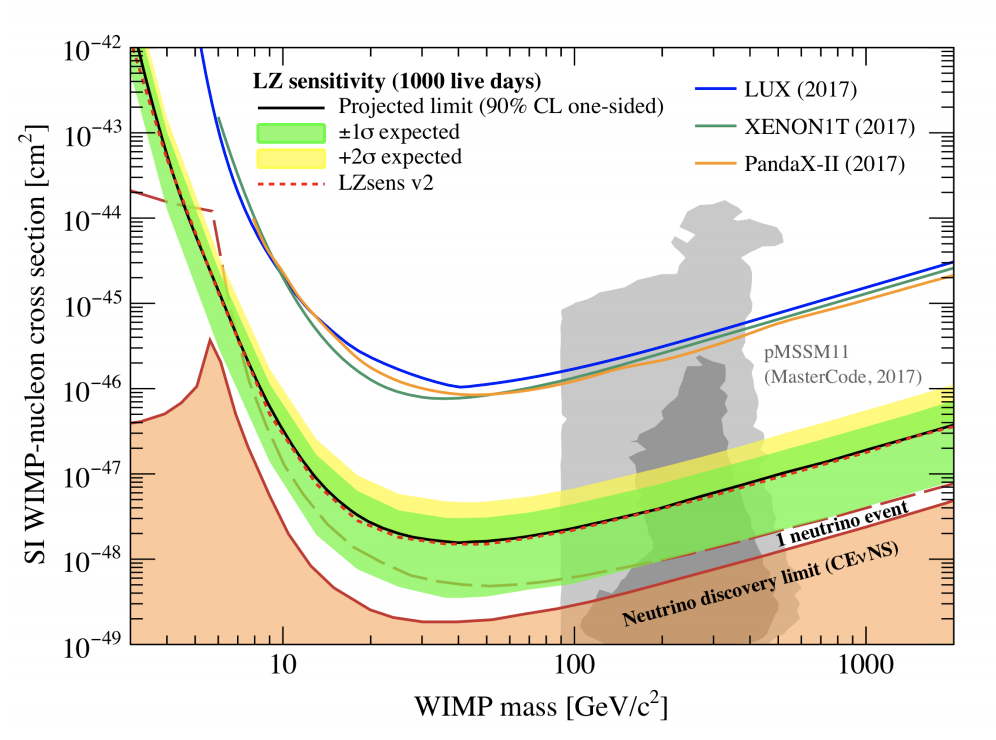 LZ sensitivity (1000 live days)
Projected limit (90% CL one-sided)
±1σ expected
+2σ expected
LZsens v2
LUX (2017)
XENON1T (2017)
PandaX-II (2017)
pMSSM11
(MasterCode, 2017)
1 neutrino event
Neutrino discovery limit (CEνNS)
SI WIMP-nucleon cross section [cm²]
10⁻⁴²
10⁻⁴³
10⁻⁴⁴
10⁻⁴⁵
10⁻⁴⁶
10⁻⁴⁷
10⁻⁴⁸
10⁻⁴⁹
10 100 1000
WIMP mass [GeV/c²]